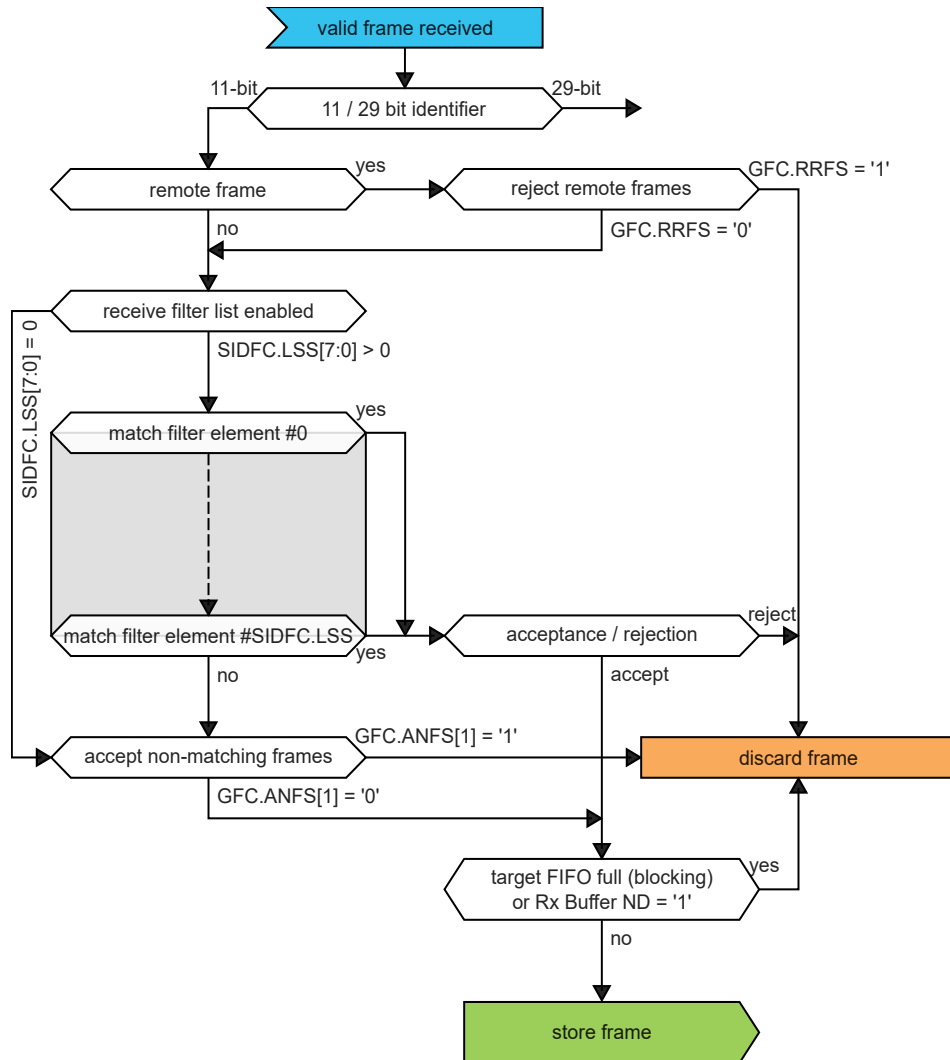 valid frame received
11-bit
29-bit
11 / 29 bit identifier
yes
GFC.RRFS = '1'
remote frame
reject remote frames
no
GFC.RRFS = '0'
receive filter list enabled
SIDFC.LSS[7:0] = 0
SIDFC.LSS[7:0] > 0
yes
match filter element #0
match filter element #SIDFC.LSS
yes
acceptance / rejection
reject
no
accept
accept non-matching frames
GFC.ANFS[1] = '1'
discard frame
GFC.ANFS[1] = '0'
target FIFO full (blocking)
or Rx Buffer ND = '1'
yes
no
store frame